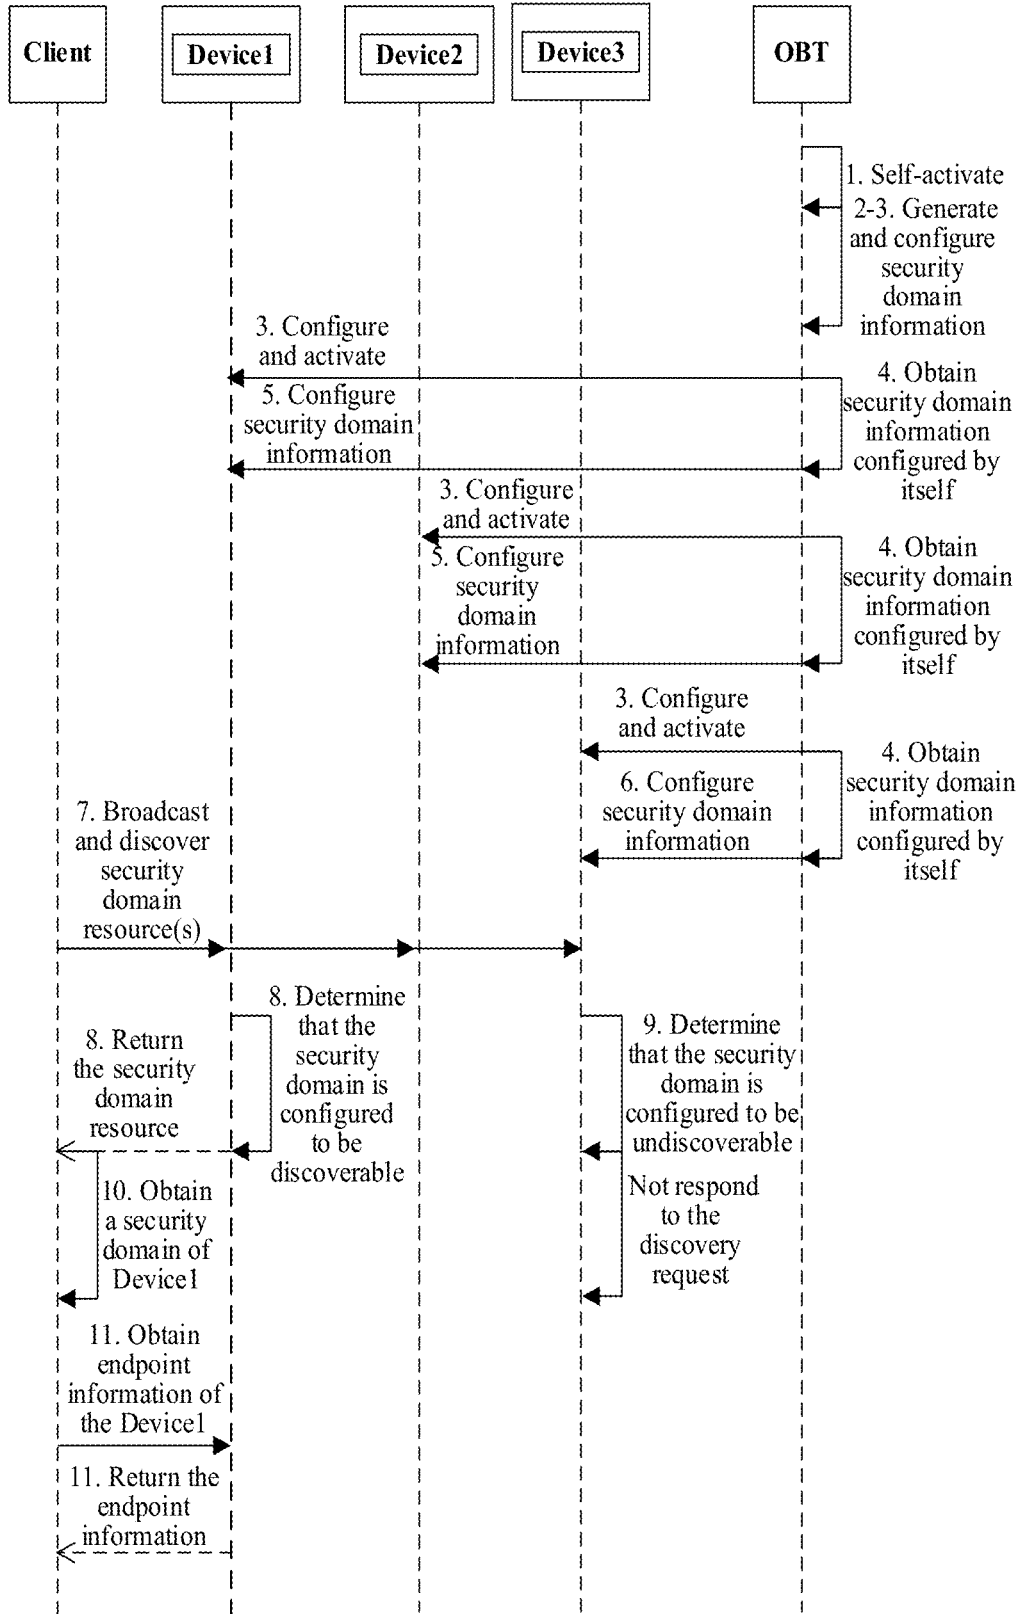 Client
Device1
Device2
Device3
OBT
1. Self-activate
2-3. Generate
and configure
security
domain
information
3. Configure
and activate
4. Obtain
security domain
information
configured by
itself
5. Configure
security domain
information
3. Configure
and activate
4. Obtain
security domain
information
configured by
itself
5. Configure
security
domain
information
3. Configure
and activate
4. Obtain
security domain
information
configured by
itself
6. Configure
security domain
information
7. Broadcast
and discover
security
domain
resource(s)
8. Determine
that the
security
domain is
configured
to be
discoverable
8. Return
the security
domain
resource
9. Determine
that the security
domain is
configured to be
undiscoverable
Not respond
to the
discovery
request
10. Obtain
a security
domain of
Device1
11. Obtain
endpoint
information of
the Device1
11. Return the
endpoint
information